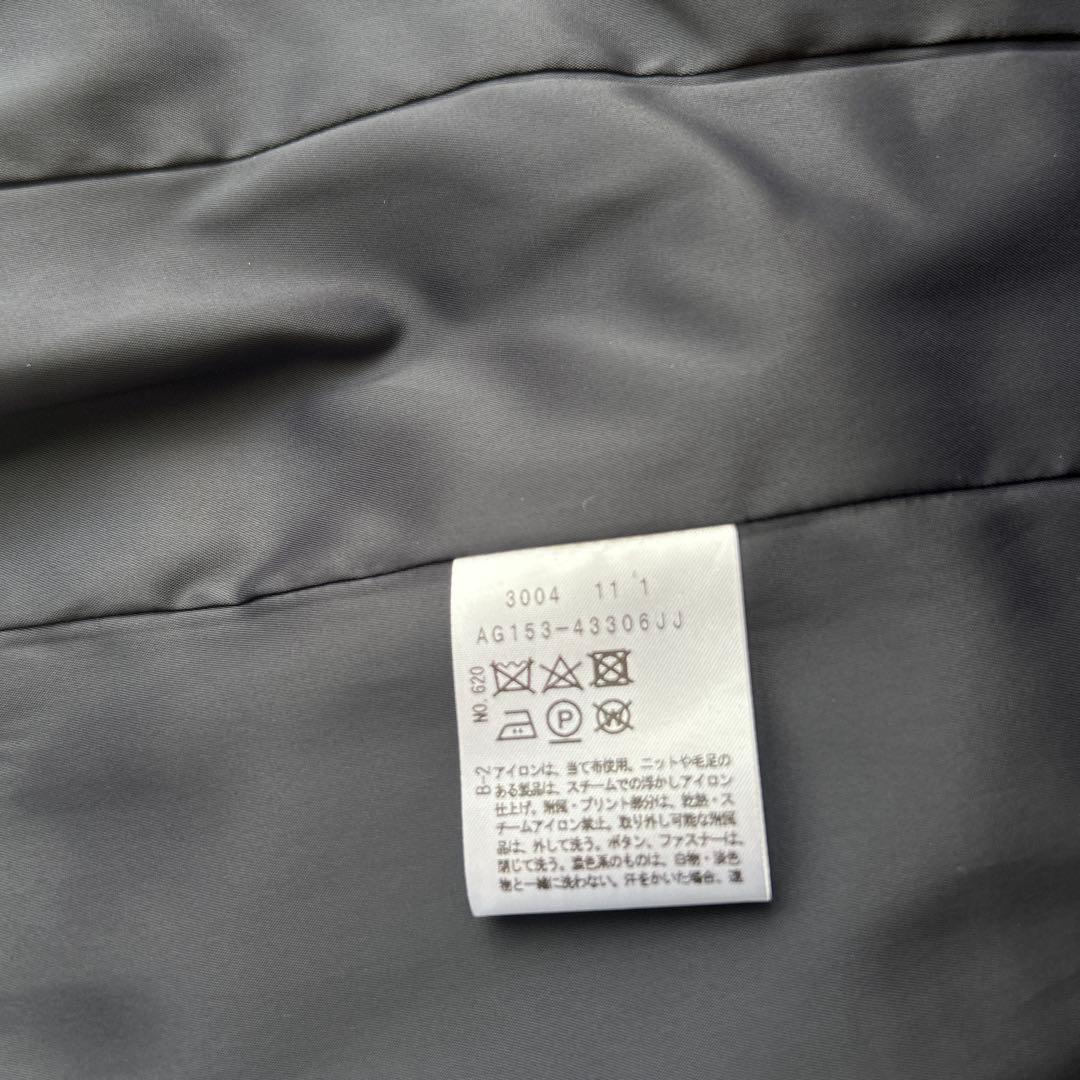 3004 11 1
AG153-43306JJ
NO.620
P
W
B-2
アイロンは、当て布使用。ニットや毛足の
ある製品は、スチームでの浮かしアイロン
仕上げ。附属・プリント部分は、乾熱・ス
チームアイロン禁止。取り外し可能な附属
品は、外して洗う。ボタン、ファスナーは、
閉じて洗う。濃色系のものは、白物・淡色
物と一緒に洗わない。汗をかいた場合、速